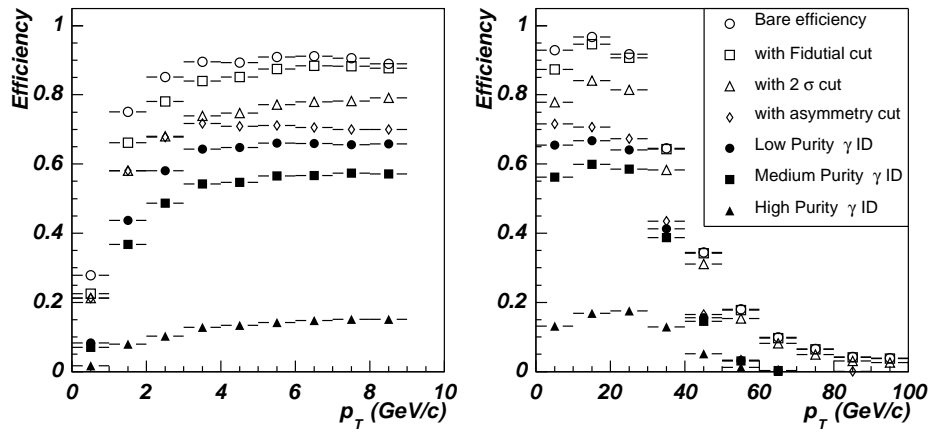 Efficiency
1
0.8
0.6
0.4
0.2
0
0 2 4 6 8 10
p_T (GeV/c)
Efficiency
1
0.8
0.6
0.4
0.2
0
0 20 40 60 80 100
p_T (GeV/c)
Bare efficiency
with Fidutial cut
with 2 σ cut
with asymmetry cut
Low Purity γ ID
Medium Purity γ ID
High Purity γ ID